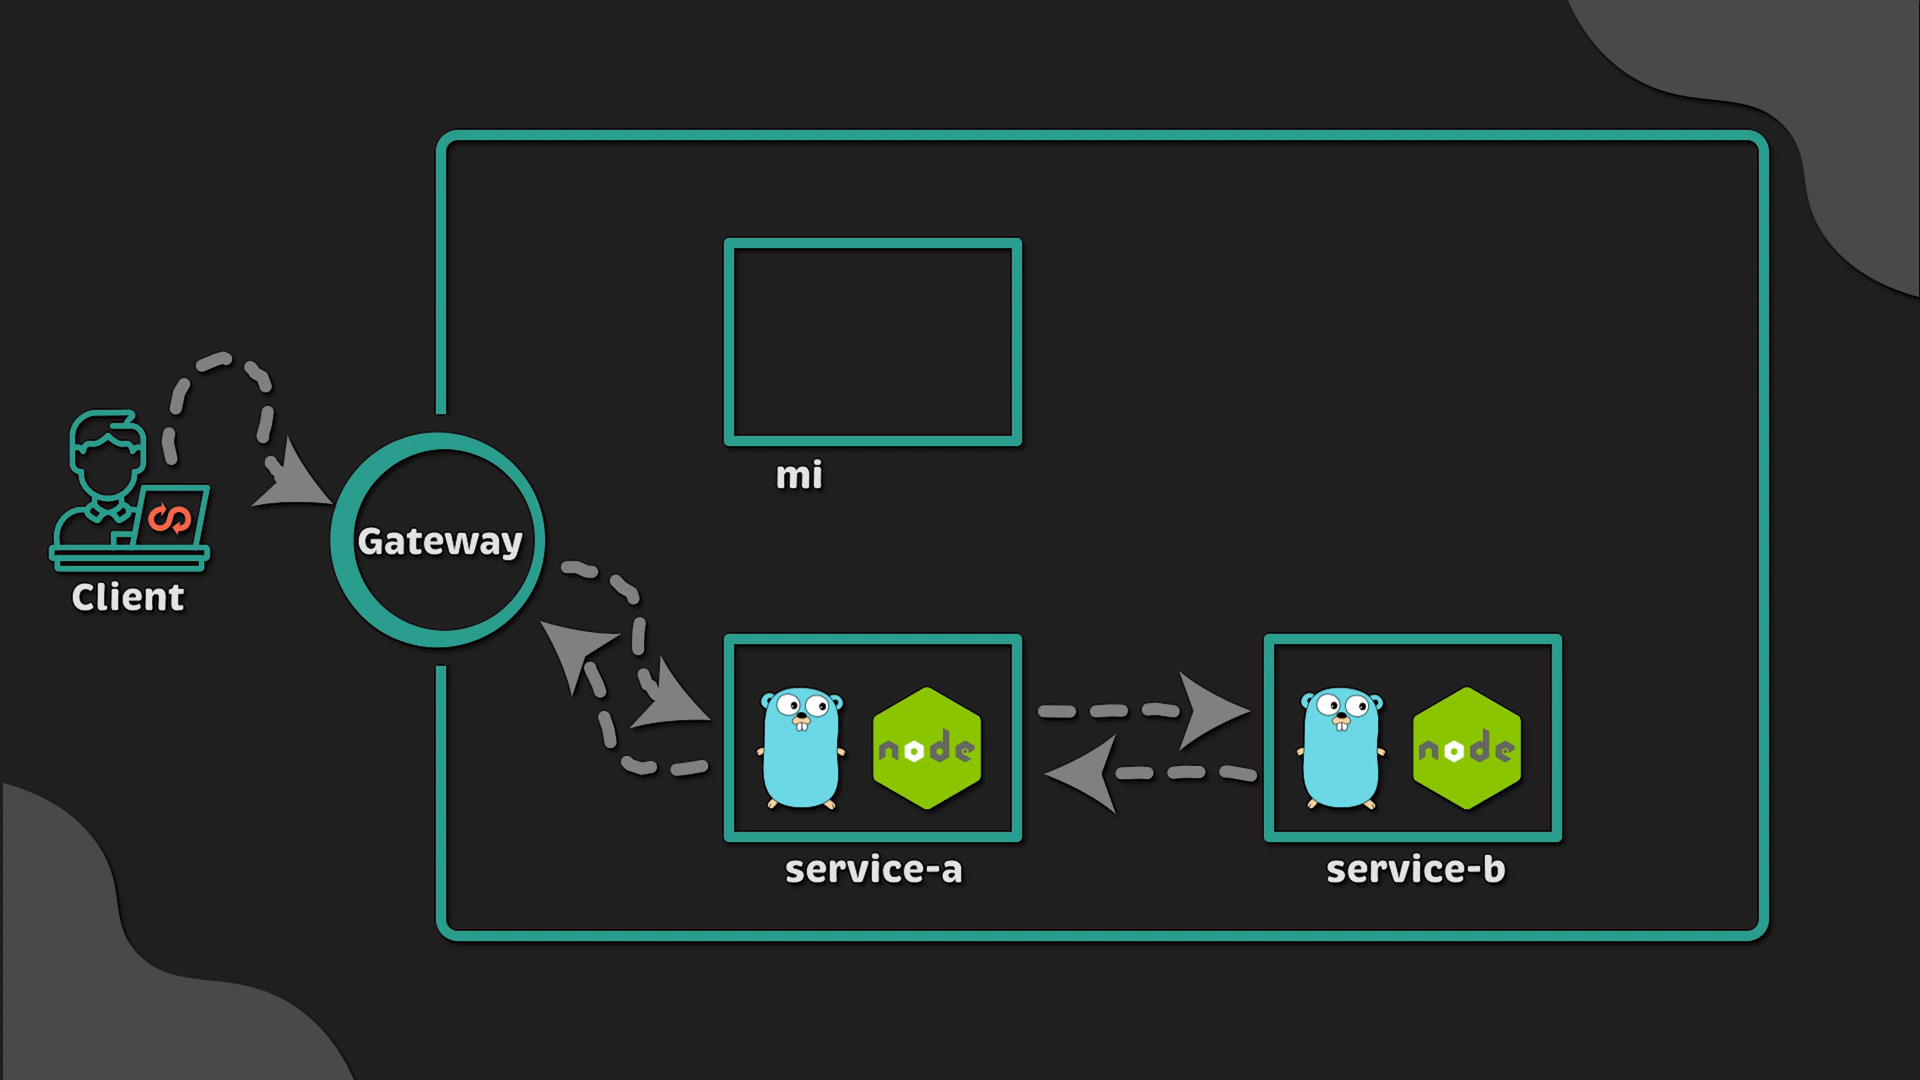 mi
Client
Gateway
node
node
service-a
service-b